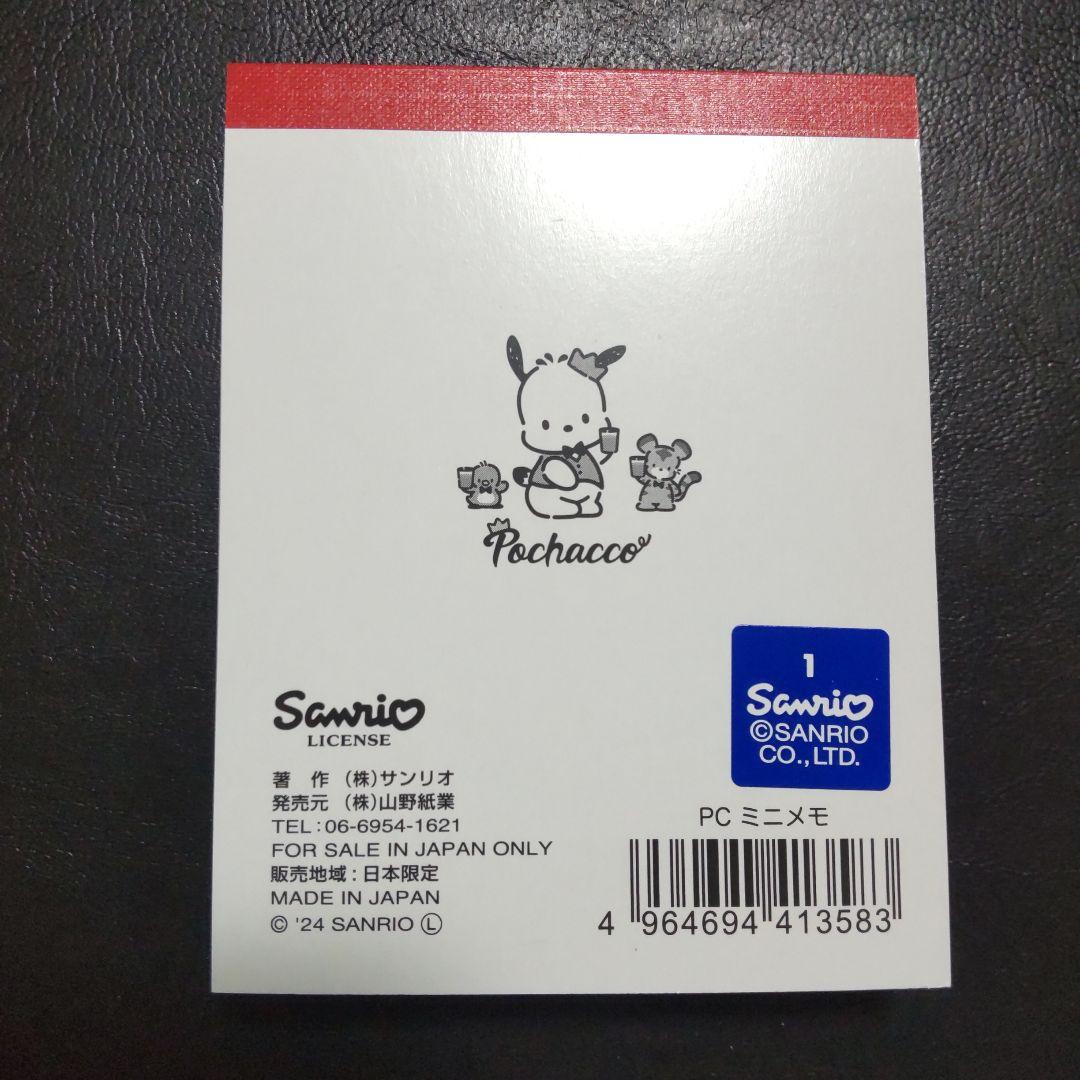 Pochacco
Sanrio
LICENSE
著 作 (株)サンリオ
発売元 (株)山野紙業
TEL:06-6954-1621
FOR SALE IN JAPAN ONLY
販売地域:日本限定
MADE IN JAPAN
© '24 SANRIO Ⓛ
1
Sanrio
©SANRIO
CO.,LTD.
PC ミニメモ
4 964694 413583